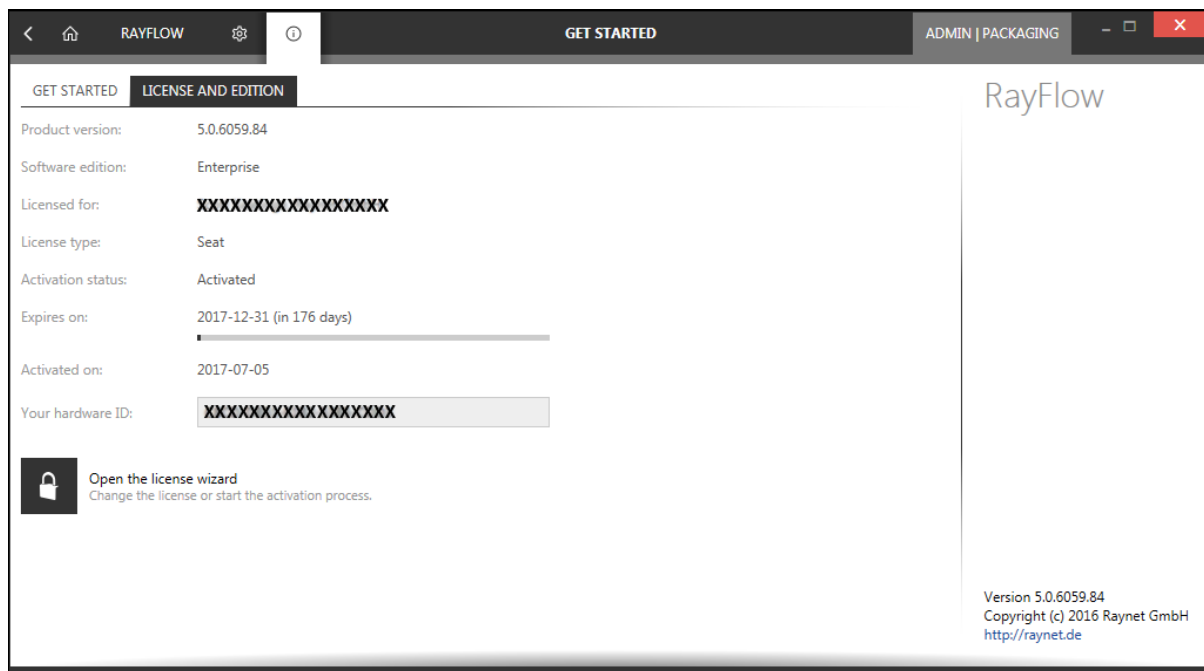 RAYFLOW
GET STARTED
ADMIN | PACKAGING
GET STARTED
LICENSE AND EDITION
RayFlow
Product version: 5.0.6059.84
Software edition: Enterprise
Licensed for: XXXXXXXXXXXXXXXXX
License type: Seat
Activation status: Activated
Expires on: 2017-12-31 (in 176 days)
Activated on: 2017-07-05
Your hardware ID: XXXXXXXXXXXXXXXXX
Open the license wizard
Change the license or start the activation process.
Version 5.0.6059.84
Copyright (c) 2016 Raynet GmbH
http://raynet.de